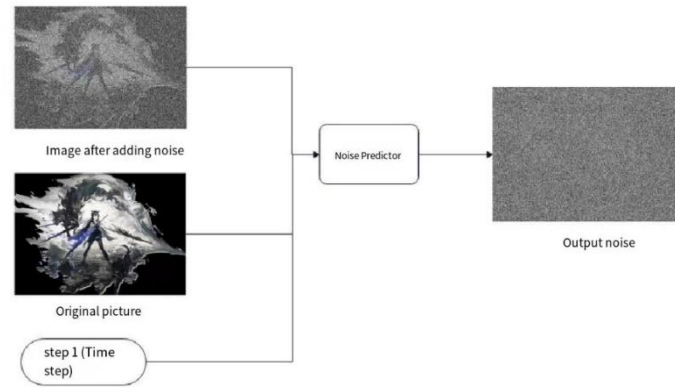 Image after adding noise
Noise Predictor
Output noise
Original picture
step 1 (Time
step)